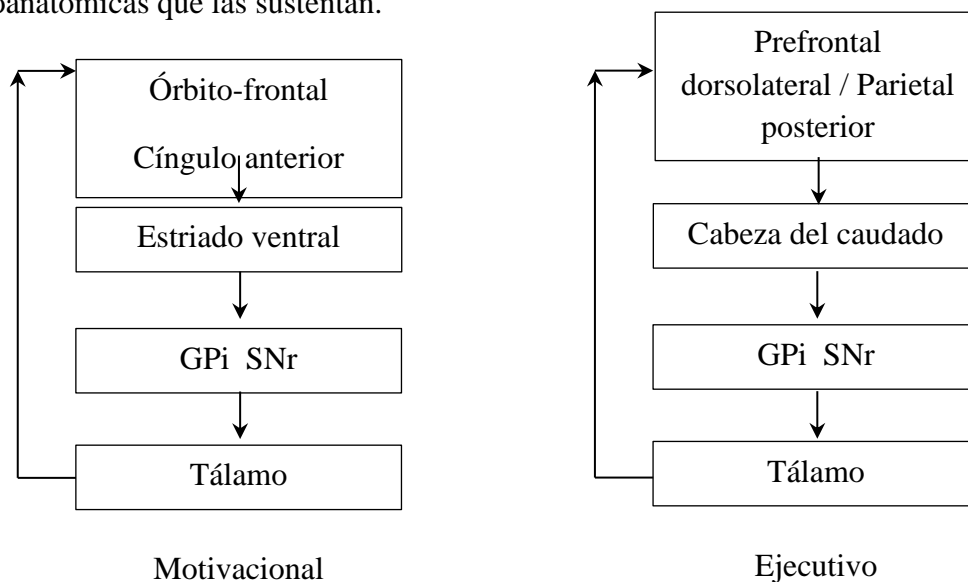 que las sustentan.
Órbito-frontal
Cíngulo anterior
Estriado ventral
GPi SNr
Tálamo
Motivacional
Prefrontal
dorsolateral / Parietal
posterior
Cabeza del caudado
GPi SNr
Tálamo
Ejecutivo